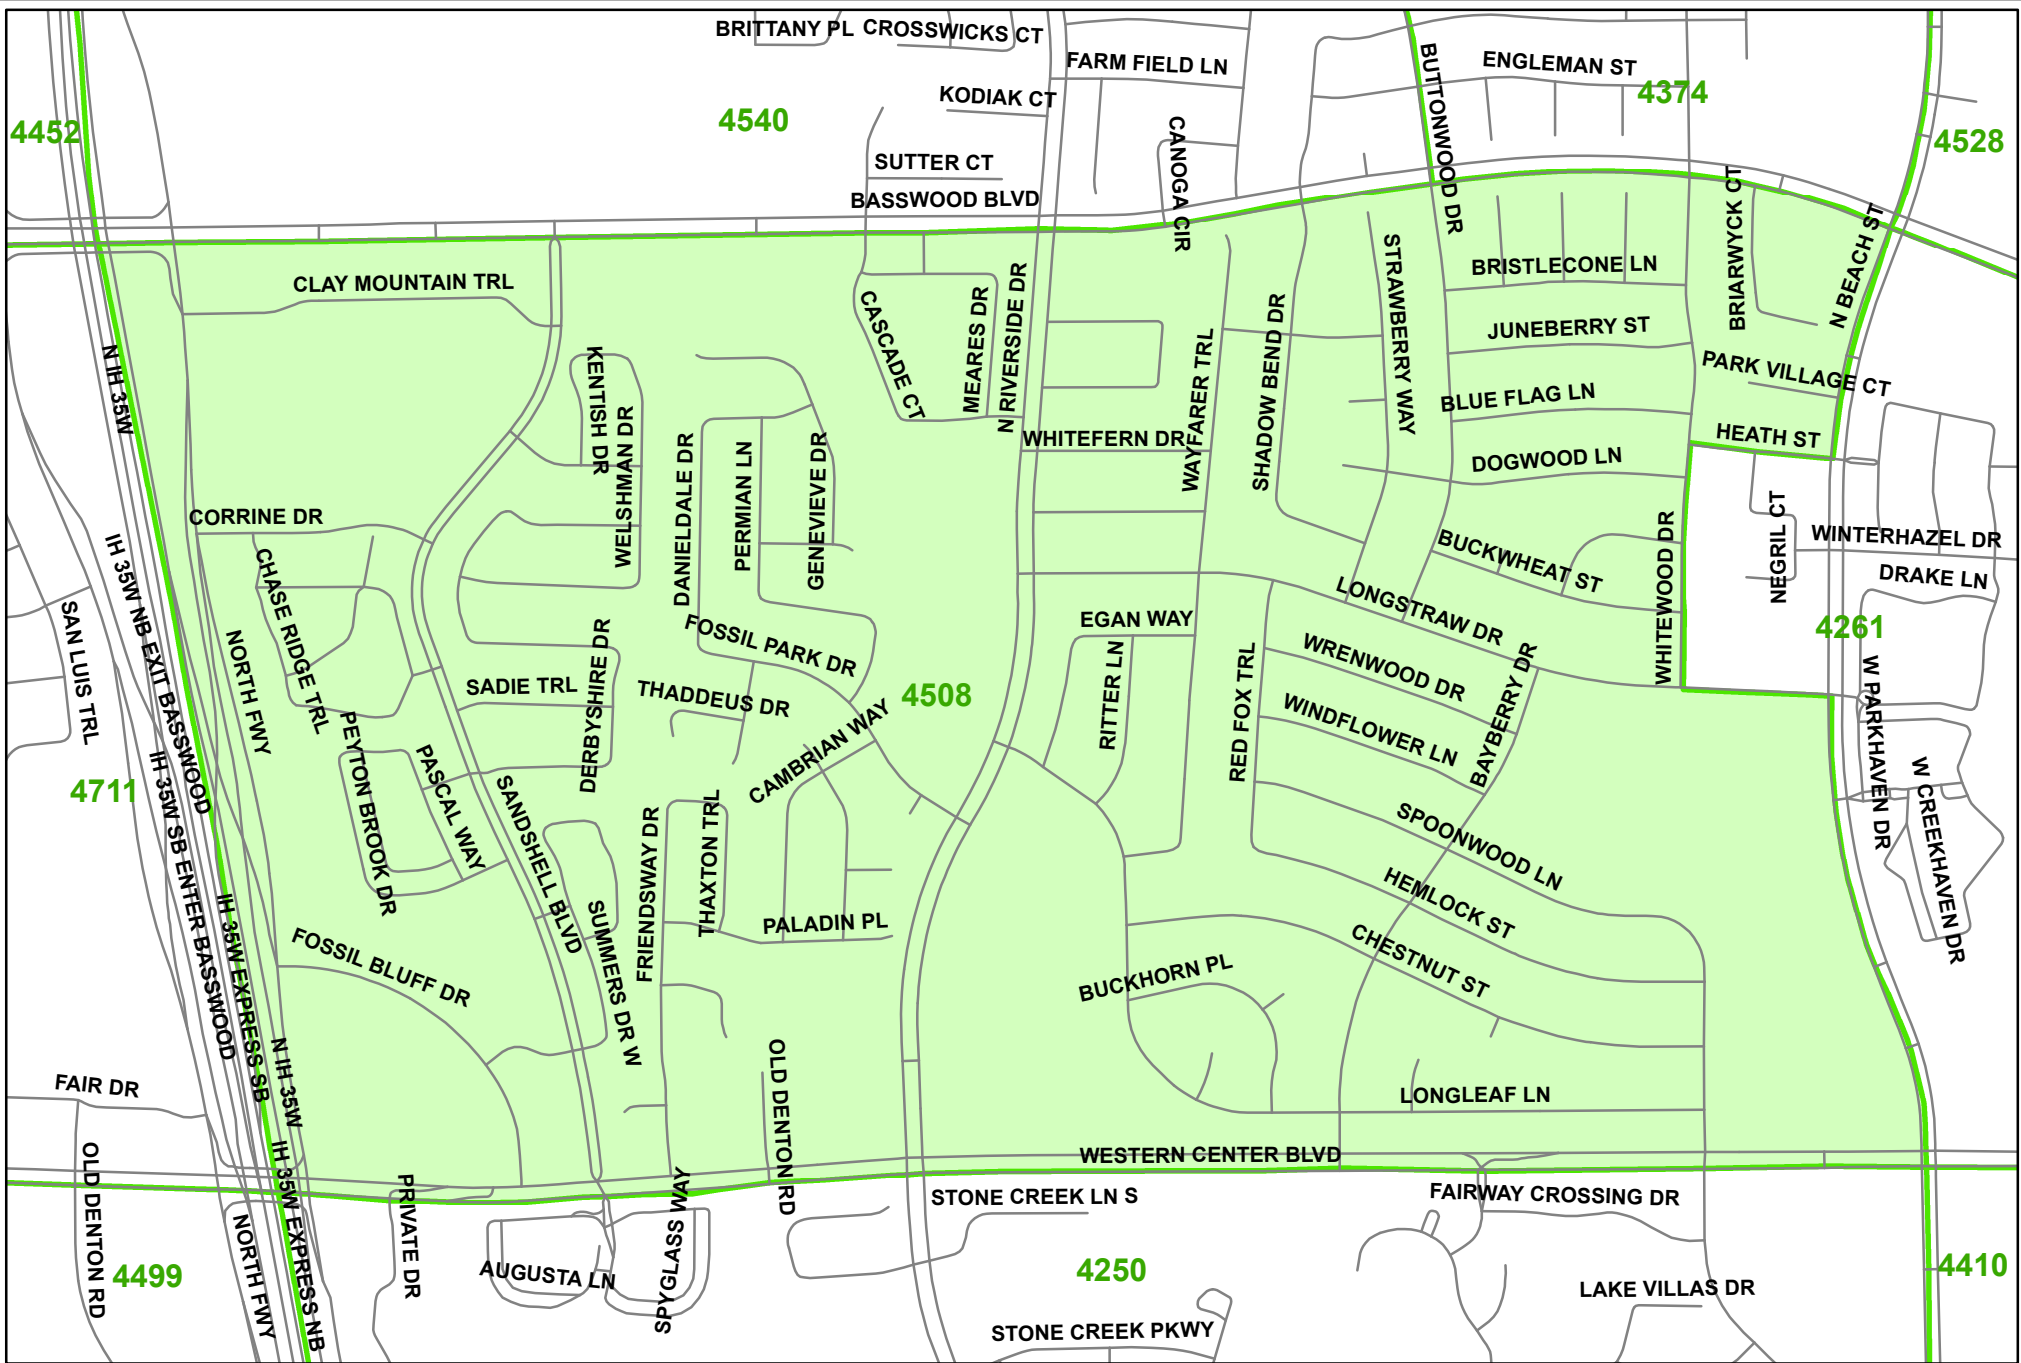 BRITTANY PL
CROSSWICKS CT
FARM FIELD LN
ENGLEMAN ST
BUTTONWOOD DR
KODIAK CT
4374
4540
4452
4528
CANOGA CIR
SUTTER CT
BASSWOOD BLVD
BRIARWYCK CT
N BEACH ST
STRAWBERRY WAY
BRISTLECONE LN
CLAY MOUNTAIN TRL
CASCADE CT
MEARES DR
N RIVERSIDE DR
SHADOW BEND DR
WAYFARER TRL
JUNEBERRY ST
N IH 35W
KENTISH DR
WELSHMAN DR
PARK VILLAGE CT
BLUE FLAG LN
DANIELDALE DR
PERMIAN LN
GENEVIEVE DR
WHITEFERN DR
HEATH ST
DOGWOOD LN
CORRINE DR
NEGRIL CT
WINTERHAZEL DR
WHITEWOOD DR
BUCKWHEAT ST
IH 35W NB EXIT BASSWOOD
CHASE RIDGE TRL
DRAKE LN
LONGSTRAW DR
SAN LUIS TRL
NORTH FWY
EGAN WAY
FOSSIL PARK DR
DERBYSHIRE DR
4261
RITTER LN
RED FOX TRL
WRENWOOD DR
BAYBERRY DR
W PARKHAVEN DR
SADIE TRL
THADDEUS DR
4508
WINDFLOWER LN
PEYTON BROOK DR
PASCAL WAY
CAMBRIAN WAY
4711
IH 35W SB ENTER BASSWOOD
SANDSHELL BLVD
W CREEKHAVEN DR
FRIENDSWAY DR
THAXTON TRL
SPOONWOOD LN
HEMLOCK ST
PALADIN PL
SUMMERS DR W
IH 35W EXPRESS SB
FOSSIL BLUFF DR
CHESTNUT ST
BUCKHORN PL
N IH 35W
OLD DENTON RD
FAIR DR
LONGLEAF LN
WESTERN CENTER BLVD
OLD DENTON RD
IH 35W EXPRESS NB
PRIVATE DR
SPYGLASS WAY
STONE CREEK LN S
FAIRWAY CROSSING DR
NORTH FWY
4499
AUGUSTA LN
4250
4410
LAKE VILLAS DR
STONE CREEK PKWY